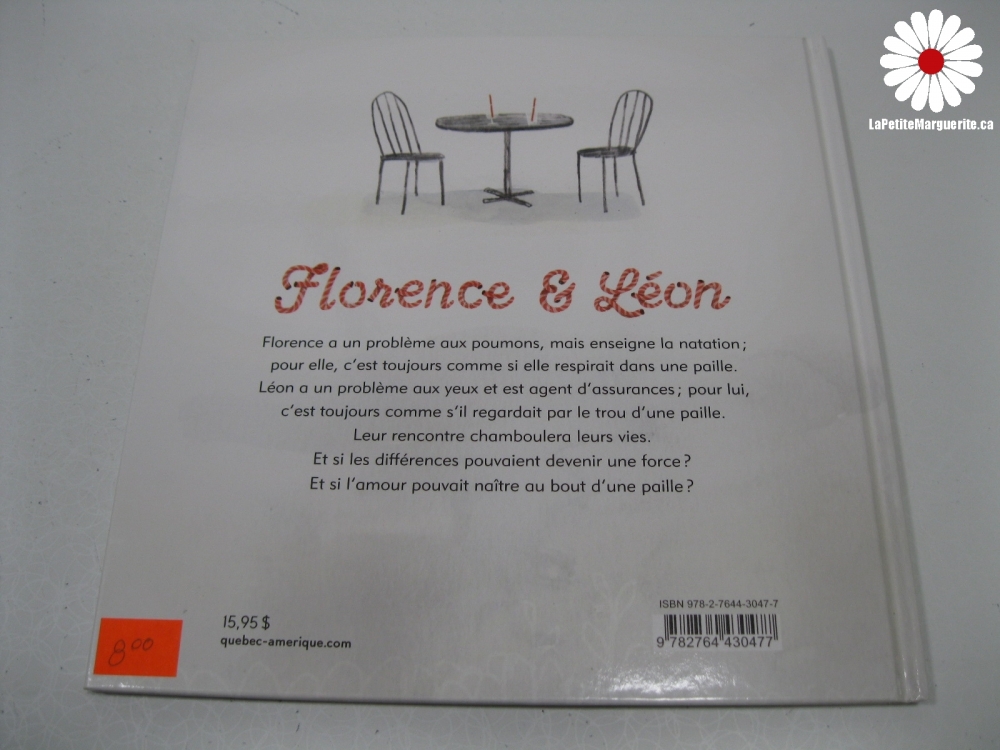 LaPetiteMarguerite.ca
Florence & Léon
Florence a un problème aux poumons, mais enseigne la natation ;
pour elle, c'est toujours comme si elle respirait dans une paille.
Léon a un problème aux yeux et est agent d'assurances ; pour lui,
c'est toujours comme s'il regardait par le trou d'une paille.
Leur rencontre chamboulera leurs vies.
Et si les différences pouvaient devenir une force ?
Et si l'amour pouvait naître au bout d'une paille ?
ISBN 978-2-7644-3047-7
15,95 $
quebec-amerique.com
9 782764 430477
8.00